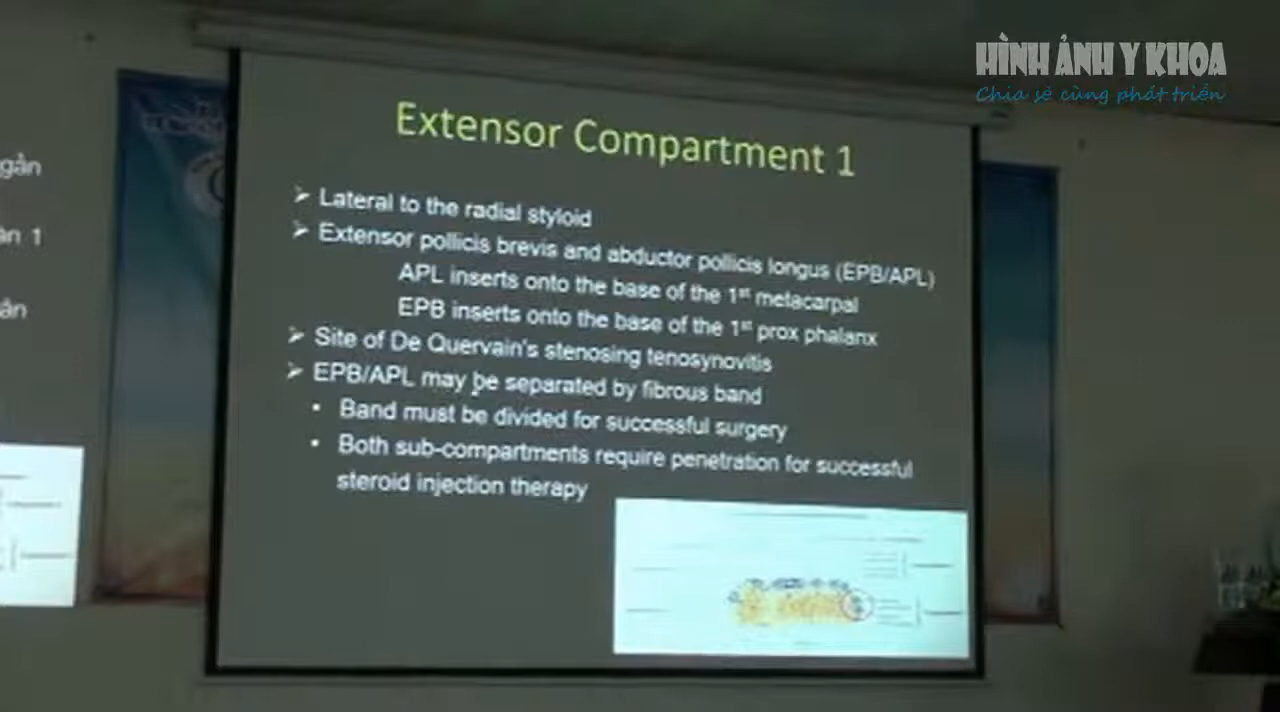 HÌNH ẢNH Y KHOA
Chia sẻ cùng phát triển
Extensor Compartment 1
➢ Lateral to the radial styloid
➢ Extensor pollicis brevis and abductor pollicis longus (EPB/APL)
APL inserts onto the base of the 1st metacarpal
EPB inserts onto the base of the 1st prox phalanx
➢ Site of De Quervain's stenosing tenosynovitis
➢ EPB/APL may be separated by fibrous band
• Band must be divided for successful surgery
• Both sub-compartments require penetration for successful
steroid injection therapy
1